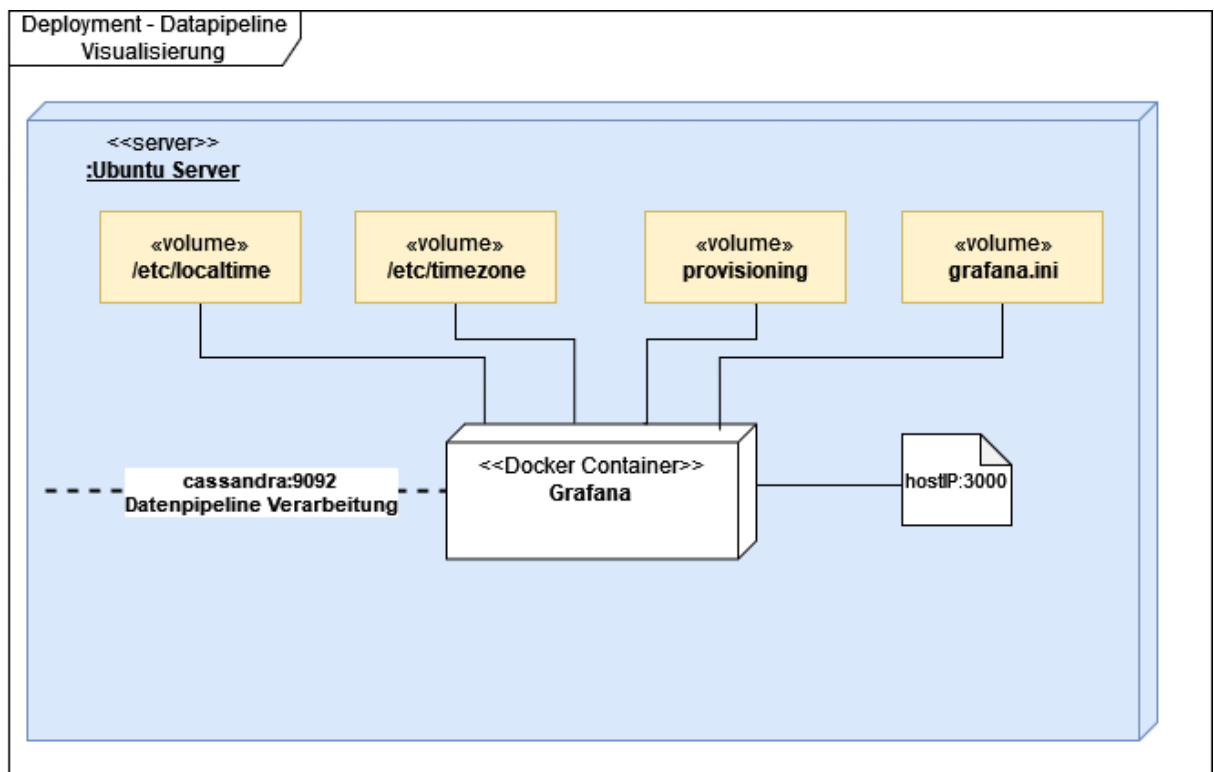 Deployment - Datapipeline
Visualisierung
<<server>>
:Ubuntu Server
«volume»
/etc/localtime
«volume»
/etc/timezone
«volume»
provisioning
«volume»
grafana.ini
cassandra:9092
Datenpipeline Verarbeitung
<<Docker Container>>
Grafana
hostIP:3000